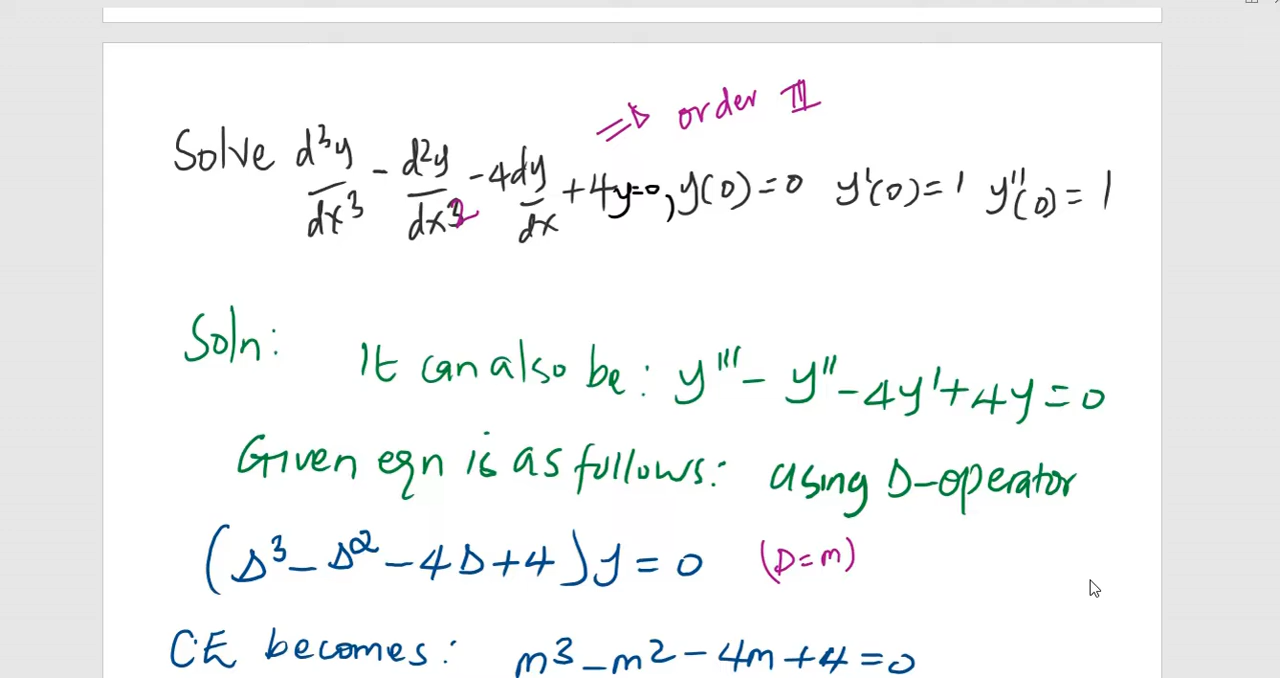 ⇒ order III
Solve d³y/dx³ - d²y/dx² - 4dy/dx + 4y=0, y(0)=0 y'(0)=1 y''(0)=1
Soln: It can also be: y''' - y'' - 4y' + 4y = 0
Given eqn is as follows: using D-operator
(D³ - D² - 4D + 4)y = 0 (D=m)
CE becomes: m³ - m² - 4m + 4 = 0